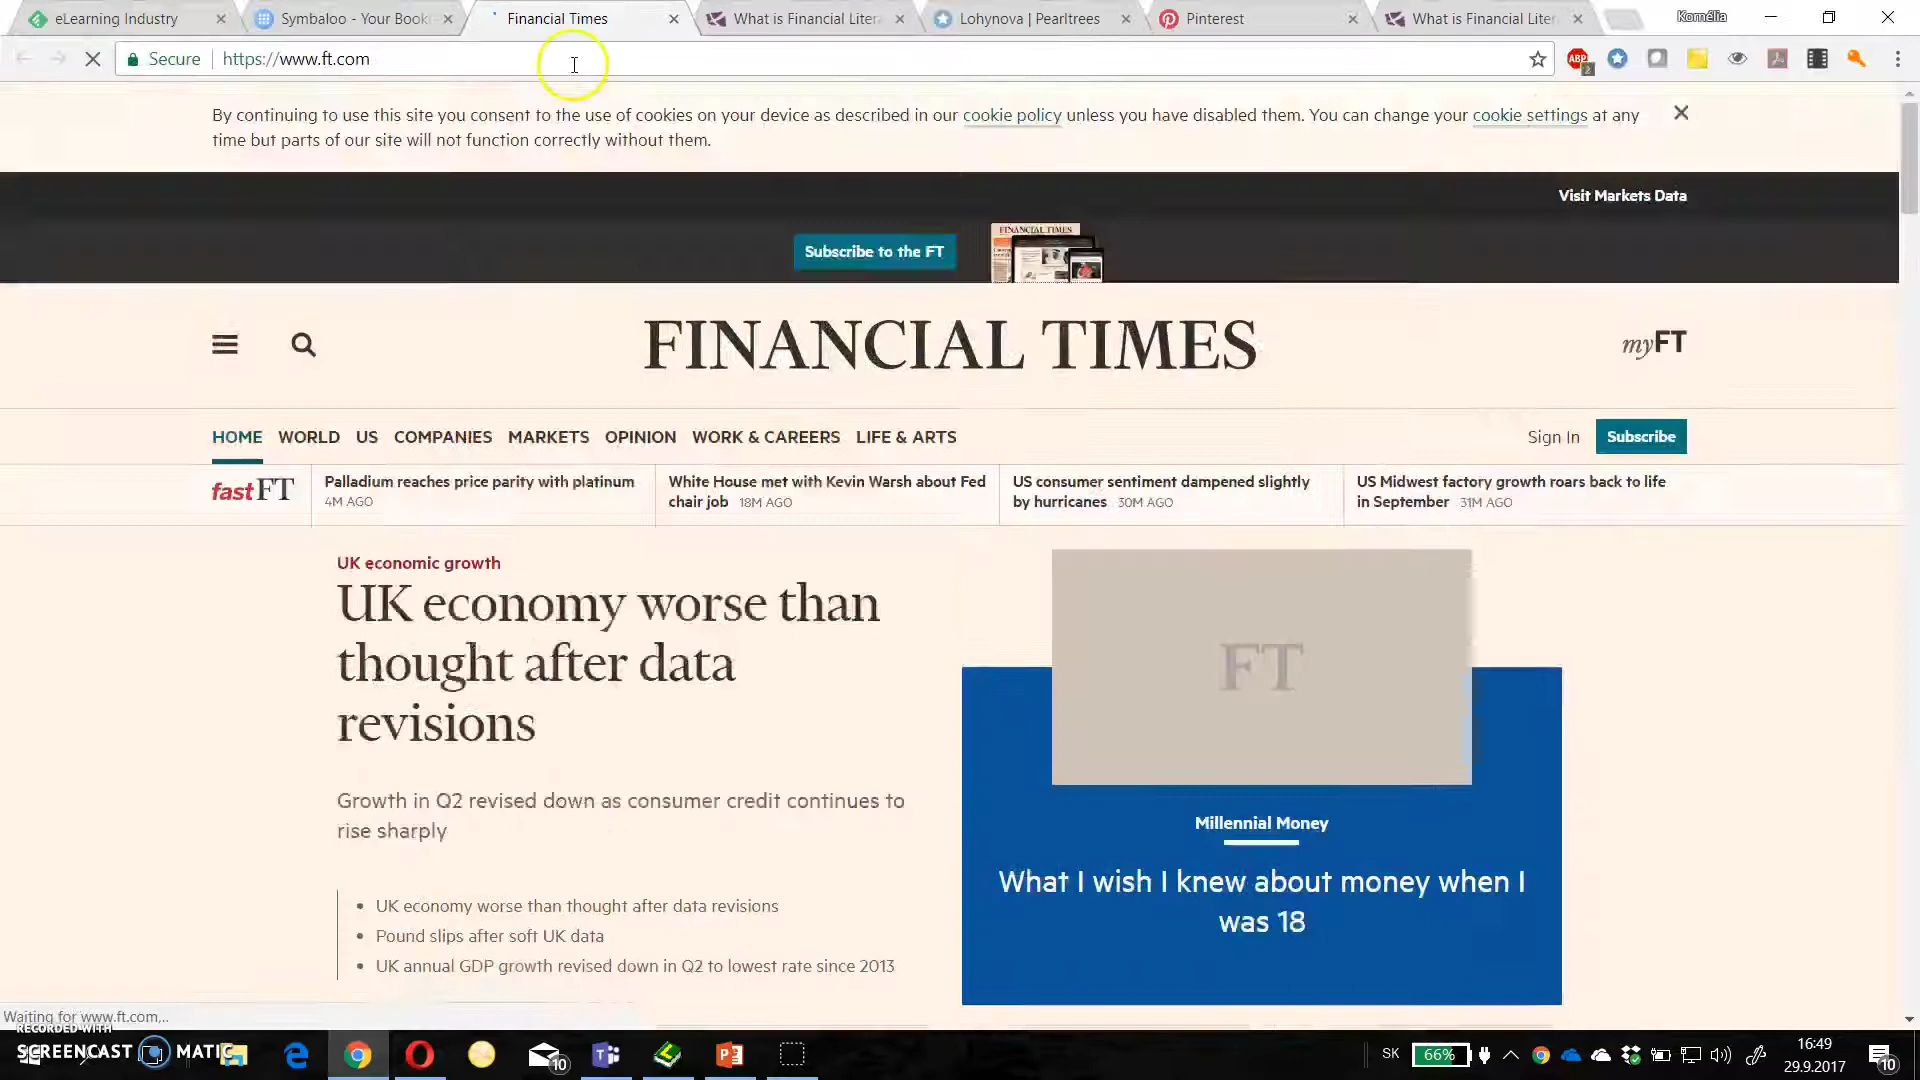 eLearning Industry
Symbaloo - Your Book
Financial Times
What is Financial Liter
Lohynova | Pearltrees
Pinterest
What is Financial Liter
Kornélia
Secure
https://www.ft.com
ABP
2
By continuing to use this site you consent to the use of cookies on your device as described in our cookie policy unless you have disabled them. You can change your cookie settings at any
time but parts of our site will not function correctly without them.
Visit Markets Data
Subscribe to the FT
FINANCIAL TIMES
FINANCIAL TIMES
myFT
HOME WORLD US COMPANIES MARKETS OPINION WORK & CAREERS LIFE & ARTS
Sign In
Subscribe
fastFT
Palladium reaches price parity with platinum
4M AGO
White House met with Kevin Warsh about Fed
chair job 18M AGO
US consumer sentiment dampened slightly
by hurricanes 30M AGO
US Midwest factory growth roars back to life
in September 31M AGO
UK economic growth
UK economy worse than
thought after data
revisions
Growth in Q2 revised down as consumer credit continues to
rise sharply
UK economy worse than thought after data revisions
Pound slips after soft UK data
UK annual GDP growth revised down in Q2 to lowest rate since 2013
FT
Millennial Money
What I wish I knew about money when I
was 18
Waiting for www.ft.com...
RECORDED WITH
SCREENCAST MATIC
10
SK
66%
16:49
29.9.2017
10